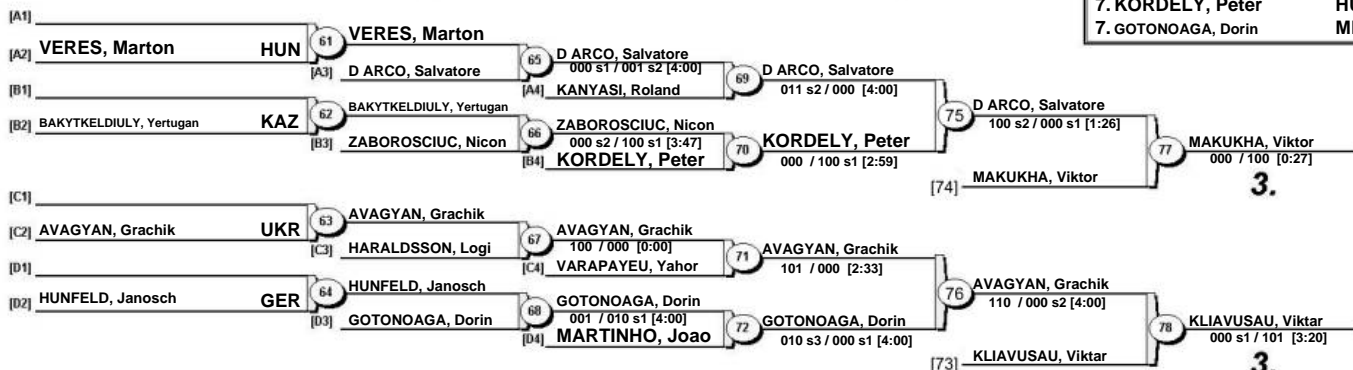 7. KORDELY, Peter
7. GOTONOAGA, Dorin
[A1]
[A2] VERES, Marton HUN 61 VERES, Marton
[A3] D ARCO, Salvatore 65 D ARCO, Salvatore
000 s1 / 001 s2 [4:00]
[A4] KANYASI, Roland 69 D ARCO, Salvatore
011 s2 / 000 [4:00]
[B1]
[B2] BAKYTKELDIULY, Yertugan KAZ 62 BAKYTKELDIULY, Yertugan
[B3] ZABOROSCIUC, Nicon 66 ZABOROSCIUC, Nicon
000 s2 / 100 s1 [3:47]
[B4] KORDELY, Peter 70 KORDELY, Peter
000 / 100 s1 [2:59]
75 D ARCO, Salvatore
100 s2 / 000 s1 [1:26]
[74] MAKUKHA, Viktor 77 MAKUKHA, Viktor
000 / 100 [0:27]
3.
[C1]
[C2] AVAGYAN, Grachik UKR 63 AVAGYAN, Grachik
[C3] HARALDSSON, Logi 67 AVAGYAN, Grachik
100 / 000 [0:00]
[C4] VARAPAYEU, Yahor 71 AVAGYAN, Grachik
101 / 000 [2:33]
[D1]
[D2] HUNFELD, Janosch GER 64 HUNFELD, Janosch
[D3] GOTONOAGA, Dorin 68 GOTONOAGA, Dorin
001 / 010 s1 [4:00]
[D4] MARTINHO, Joao 72 GOTONOAGA, Dorin
010 s3 / 000 s1 [4:00]
76 AVAGYAN, Grachik
110 / 000 s2 [4:00]
[73] KLIAVUSAU, Viktar 78 KLIAVUSAU, Viktar
000 s1 / 101 [3:20]
3.